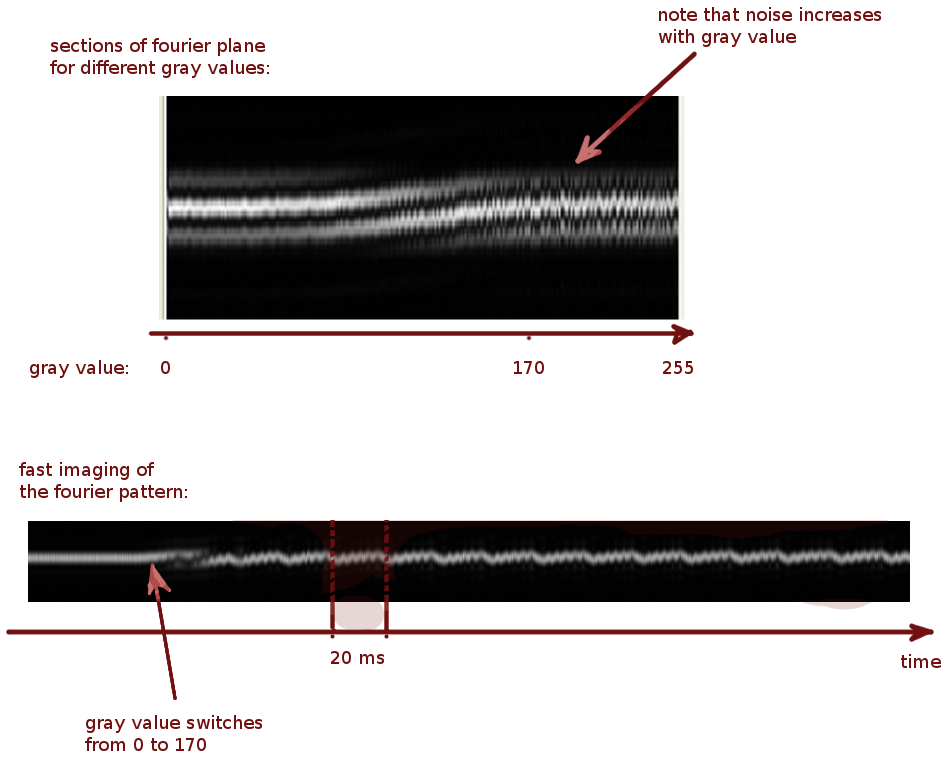 note that noise increases
with gray value
sections of fourier plane
for different gray values:
gray value: 0 170 255
fast imaging of
the fourier pattern:
20 ms
time
gray value switches
from 0 to 170